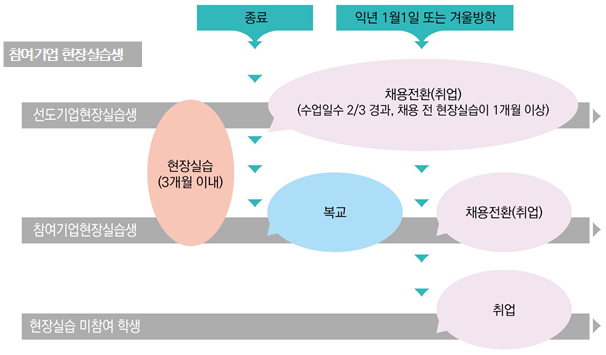 종료
익년 1월1일 또는 겨울방학
참여기업 현장실습생
채용전환(취업)
(수업일수 2/3 경과, 채용 전 현장실습이 1개월 이상)
선도기업현장실습생
현장실습
(3개월 이내)
복교
채용전환(취업)
참여기업현장실습생
취업
현장실습 미참여 학생